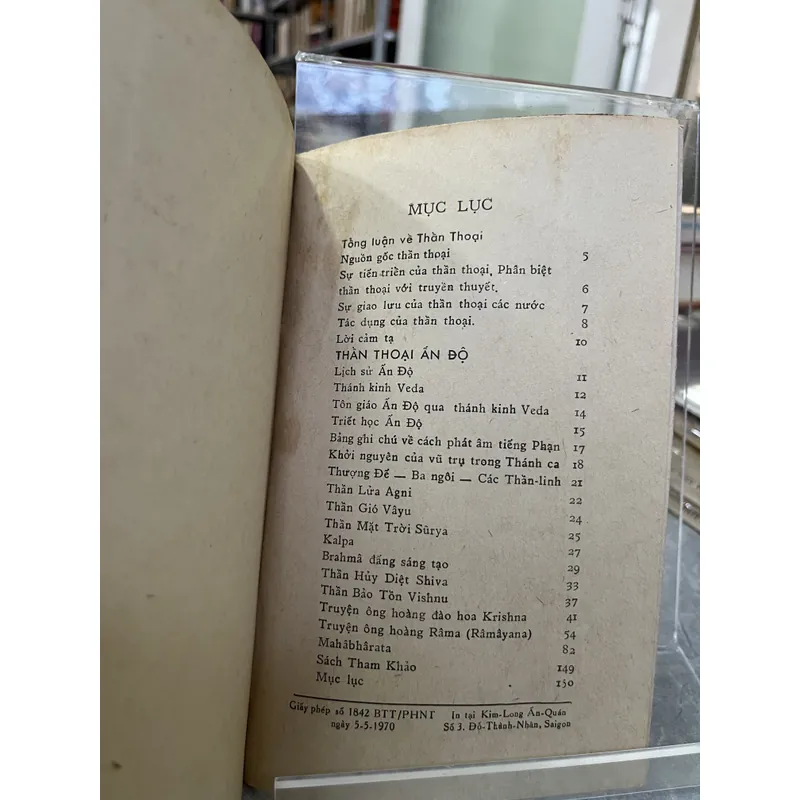 MỤC LỤC
Tổng luận về Thần Thoại
Nguồn gốc thần thoại 5
Sự tiến triển của thần thoại, Phân biệt
thần thoại với truyền thuyết. 6
Sự giao lưu của thần thoại các nước 7
Tác dụng của thần thoại. 8
Lời cảm tạ 10
THẦN THOẠI ẤN ĐỘ
Lịch sử Ấn Độ 11
Thánh kinh Veda 12
Tôn giáo Ấn Độ qua thánh kinh Veda 14
Triết học Ấn Độ 15
Bảng ghi chú về cách phát âm tiếng Phạn 17
Khởi nguyên của vũ trụ trong Thánh ca 18
Thượng Đế — Ba ngôi — Các Thần-linh 21
Thần Lửa Agni 22
Thần Gió Vâyu 24
Thần Mặt Trời Sûrya 25
Kalpa 27
Brahmâ đấng sáng tạo 29
Thần Hủy Diệt Shiva 33
Thần Bảo Tồn Vishnu 37
Truyện ông hoàng đào hoa Krishna 41
Truyện ông hoàng Râma (Râmâyana) 54
Mahâbhârata 82
Sách Tham Khảo 149
Mục lục 150
Giấy phép số 1842 BTT/PHNT In tại Kim-Long Ấn-Quán
ngày 5-5-1970 Số 3. Đỗ-Thành-Nhân, Saigon